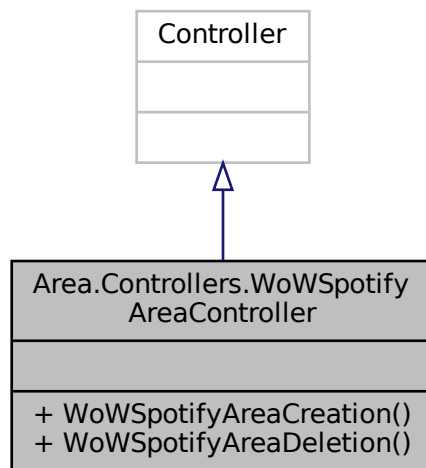 Controller
Area.Controllers.WoWSpotify
AreaController
+ WoWSpotifyAreaCreation()
+ WoWSpotifyAreaDeletion()